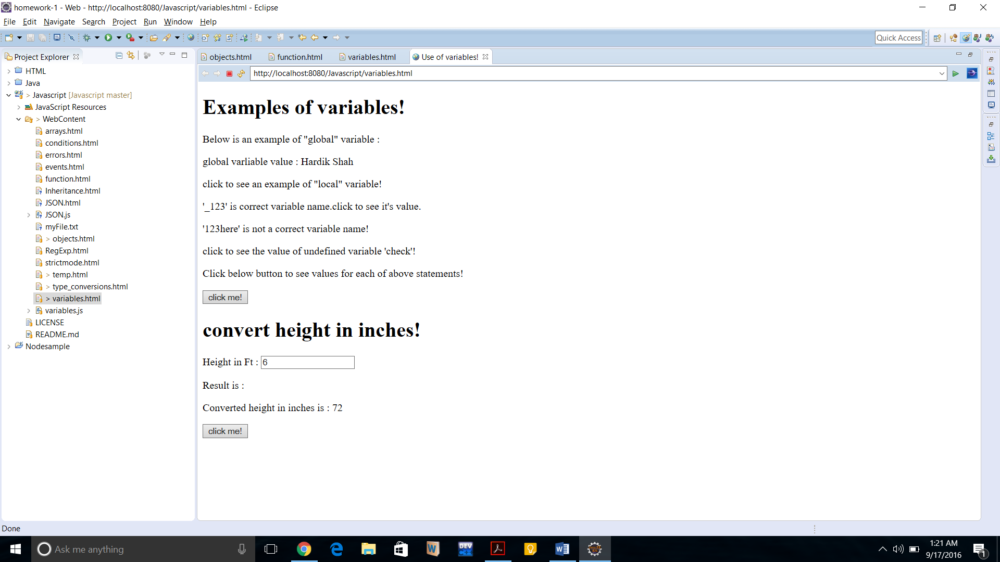 homework-1 - Web - http://localhost:8080/Javascript/variables.html - Eclipse
File Edit Navigate Search Project Run Window Help
Quick Access
Project Explorer
objects.html function.html variables.html Use of variables!
http://localhost:8080/Javascript/variables.html
HTML
Java
> Javascript [Javascript master]
JavaScript Resources
> WebContent
arrays.html
conditions.html
errors.html
events.html
function.html
Inheritance.html
JSON.html
JSON.js
myFile.txt
> objects.html
RegExp.html
strictmode.html
> temp.html
> type_conversions.html
> variables.html
variables.js
LICENSE
README.md
Nodesample
Examples of variables!
Below is an example of "global" variable :
global varliable value : Hardik Shah
click to see an example of "local" variable!
'_123' is correct variable name.click to see it's value.
'123here' is not a correct variable name!
click to see the value of undefined variable 'check'!
Click below button to see values for each of above statements!
click me!
convert height in inches!
Height in Ft : 6
Result is :
Converted height in inches is : 72
click me!
Done
Ask me anything
DEV
C++
1:21 AM
9/17/2016
1